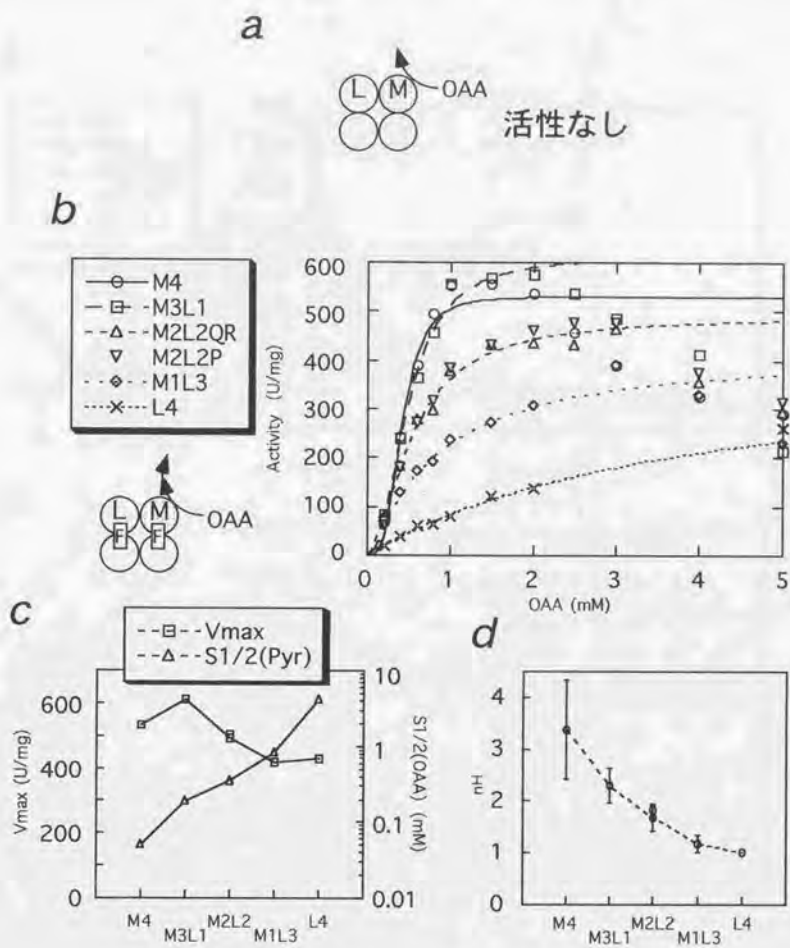 a
L M OAA
活性なし
b
M4
M3L1
M2L2QR
M2L2P
M1L3
L4
L M OAA
F F
Activity (U/mg)
600
500
400
300
200
100
0
0 1 2 3 4 5
OAA (mM)
c
Vmax
S1/2(Pyr)
Vmax (U/mg)
600
400
200
0
10
1
0.1
0.01
S1/2(OAA) (mM)
M4 M3L1 M2L2 M1L3 L4
d
nH
4
3
2
1
0
M4 M3L1 M2L2 M1L3 L4